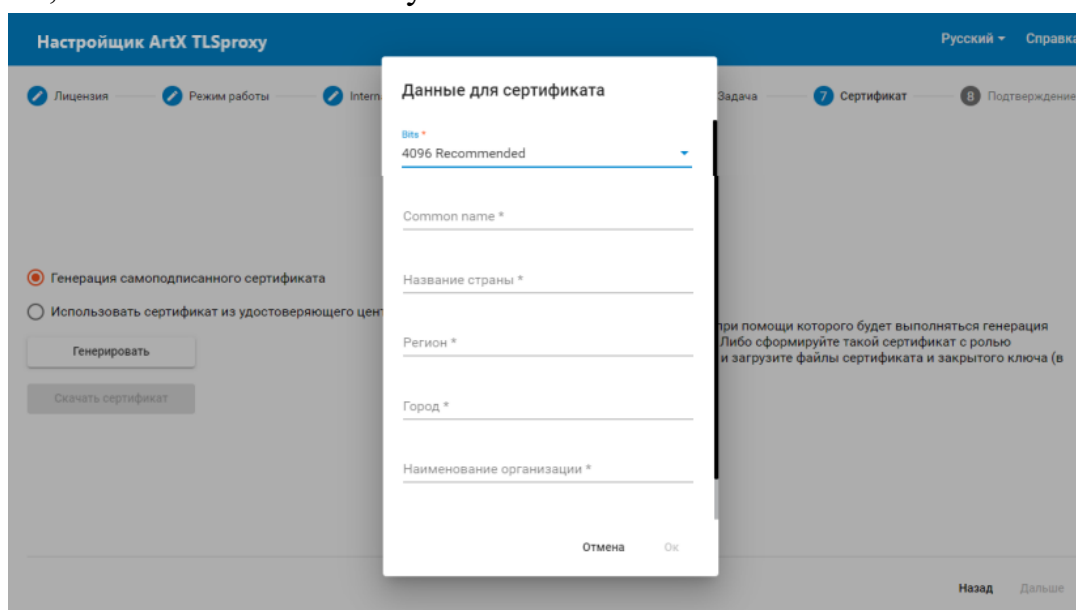 Настройщик ArtX TLSproxy
Русский
Справка
Лицензия
Режим работы
Intern
Задача
7 Сертификат
8 Подтверждение
Данные для сертификата
Bits *
4096 Recommended
Common name *
Название страны *
Регион *
Город *
Наименование организации *
Отмена
Ок
Генерация самоподписанного сертификата
Использовать сертификат из удостоверяющего цент
Генерировать
Скачать сертификат
при помощи которого будет выполняться генерация
Либо сформируйте такой сертификат с ролью
и загрузите файлы сертификата и закрытого ключа (в
Назад
Дальше